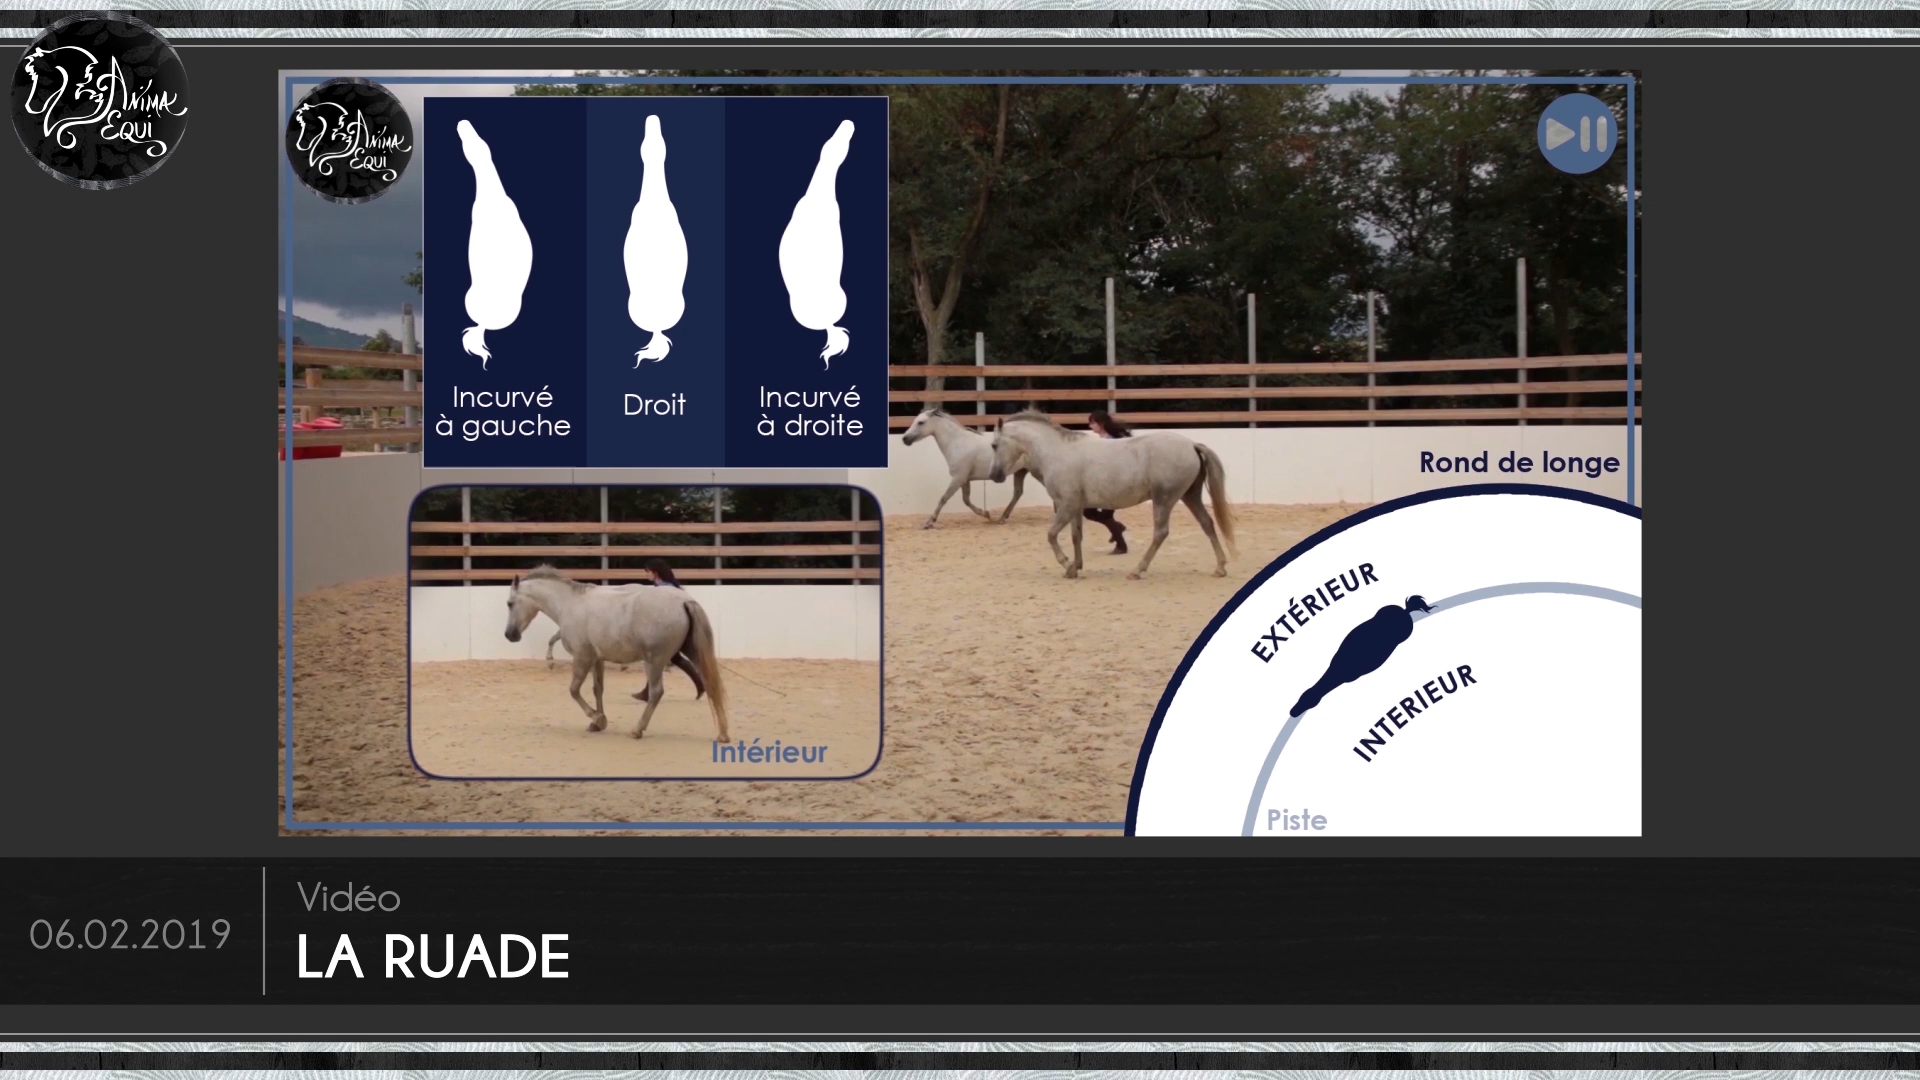 Anima
Equi
Anima
Equi
Incurvé
à gauche
Droit
Incurvé
à droite
Rond de longe
EXTÉRIEUR
INTERIEUR
Intérieur
Piste
06.02.2019
Vidéo
LA RUADE